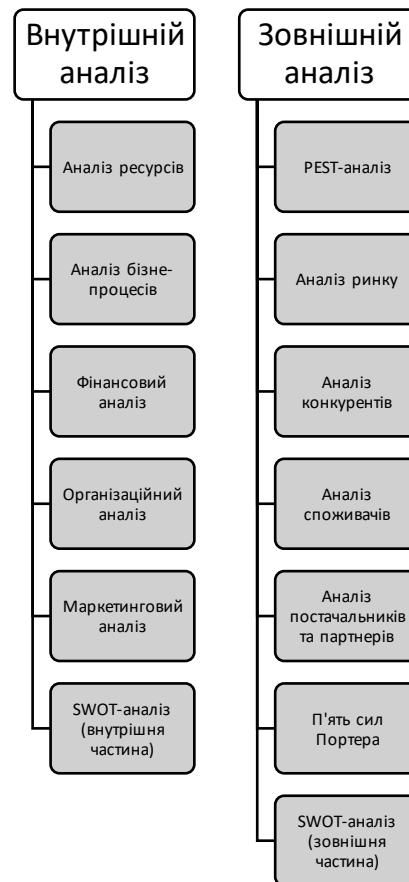 Внутрішній
аналіз
Аналіз ресурсів
Аналіз бізне-
процесів
Фінансовий
аналіз
Організаційний
аналіз
Маркетинговий
аналіз
SWOT-аналіз
(внутрішня
частина)
Зовнішній
аналіз
PEST-аналіз
Аналіз ринку
Аналіз
конкурентів
Аналіз
споживачів
Аналіз
постачальників
та партнерів
П'ять сил
Портера
SWOT-аналіз
(зовнішня
частина)